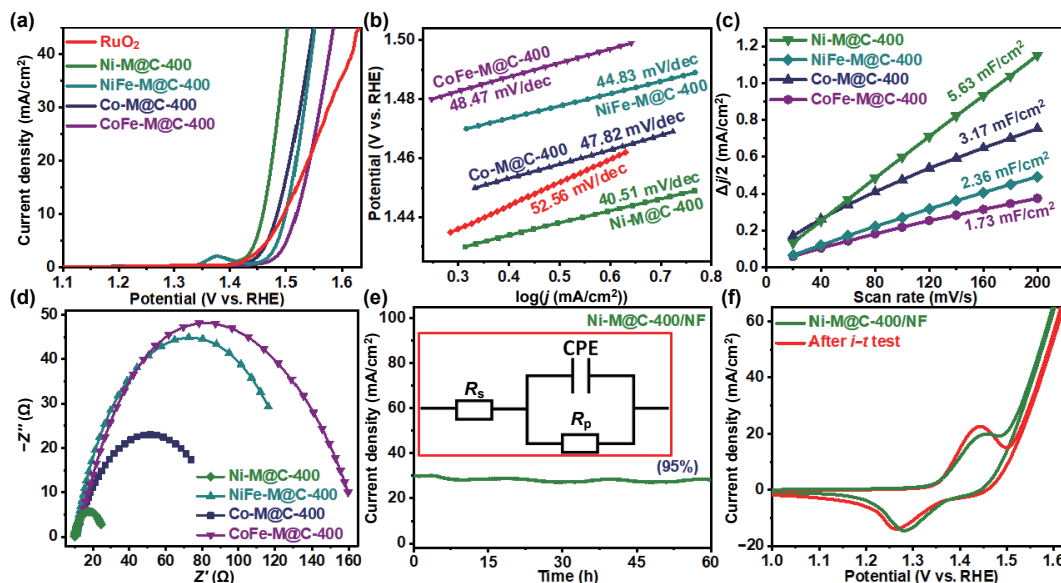 (a)
RuO₂
Ni-M@C-400
NiFe-M@C-400
Co-M@C-400
CoFe-M@C-400
Current density (mA/cm²)
45
40
30
20
10
0
1.1
1.2
1.3
1.4
1.5
1.6
Potential (V vs. RHE)
(b)
CoFe-M@C-400
48.47 mV/dec
44.83 mV/dec
NiFe-M@C-400
Co-M@C-400 47.82 mV/dec
52.56 mV/dec
40.51 mV/dec
Ni-M@C-400
Potential (V vs. RHE)
1.50
1.48
1.46
1.44
0.3
0.4
0.5
0.6
0.7
0.8
log(j (mA/cm²))
(c)
Ni-M@C-400
NiFe-M@C-400
Co-M@C-400
CoFe-M@C-400
5.63 mF/cm²
3.17 mF/cm²
2.36 mF/cm²
1.73 mF/cm²
Δj/2 (mA/cm²)
1.2
1.0
0.8
0.6
0.4
0.2
0.0
0
40
80
120
160
200
Scan rate (mV/s)
(d)
Ni-M@C-400
NiFe-M@C-400
Co-M@C-400
CoFe-M@C-400
−Z″ (Ω)
50
40
30
20
10
0
0
20
40
60
80
100
120
140
160
Z′ (Ω)
(e)
Ni-M@C-400/NF
CPE
Rs
Rp
(95%)
Current density (mA/cm²)
100
80
60
40
20
0
0
15
30
45
60
Time (h)
(f)
Ni-M@C-400/NF
After i–t test
Current density (mA/cm²)
60
40
20
0
−20
1.0
1.1
1.2
1.3
1.4
1.5
1.6
Potential (V vs. RHE)